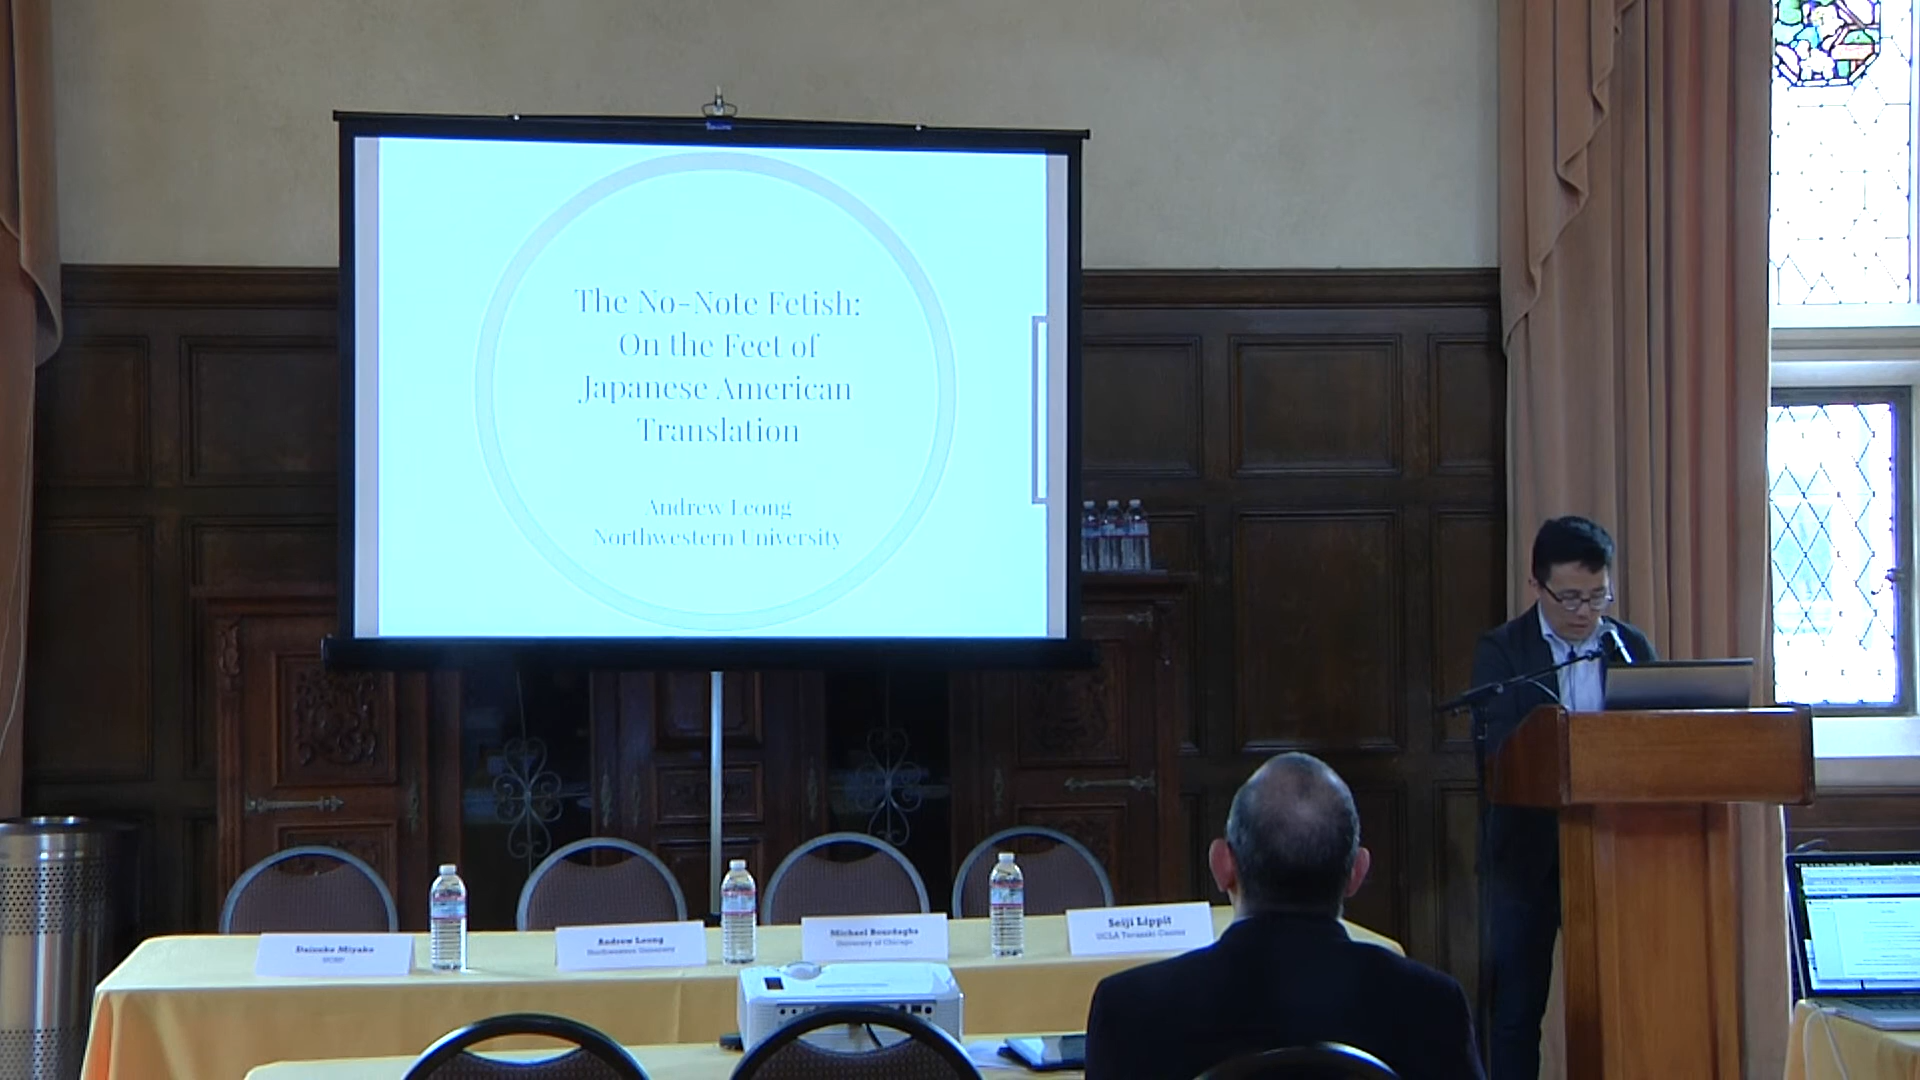 The No-Note Fetish:
On the Feet of
Japanese American
Translation
Andrew Leong
Northwestern University
Daisuke Miyako
Andrew Leong
Northwestern University
Michael Bourdaghs
University of Chicago
Seiji Lippit
UCLA Terasaki Center